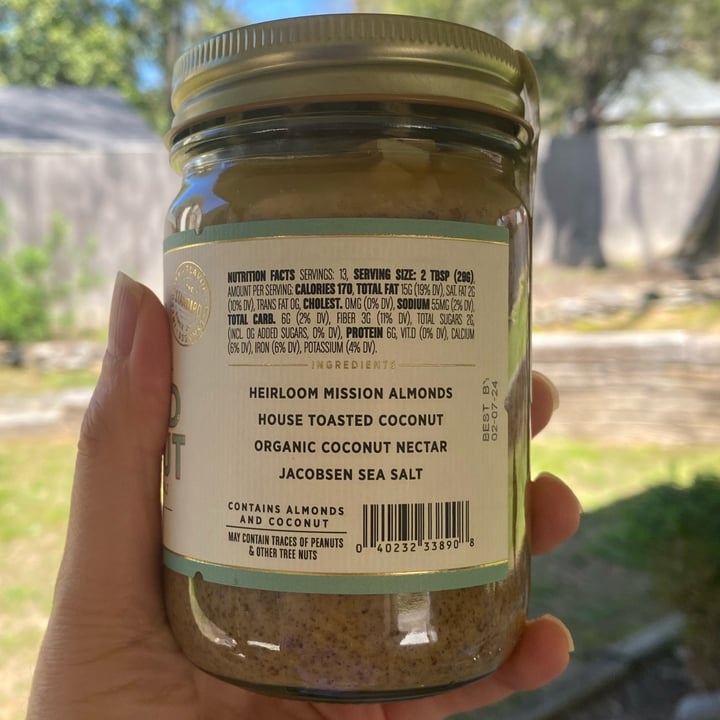 NUTRITION FACTS SERVINGS: 13, SERVING SIZE: 2 TBSP (29G),
AMOUNT PER SERVING: CALORIES 170, TOTAL FAT 15G (19% DV), SAT. FAT 2G
(10% DV), TRANS FAT 0G, CHOLEST. 0MG (0% DV), SODIUM 55MG (2% DV),
TOTAL CARB. 6G (2% DV), FIBER 3G (11% DV), TOTAL SUGARS 2G,
(INCL. 0G ADDED SUGARS, 0% DV), PROTEIN 6G, VIT.D (0% DV), CALCIUM
(6% DV), IRON (6% DV), POTASSIUM (4% DV).
INGREDIENTS
HEIRLOOM MISSION ALMONDS
HOUSE TOASTED COCONUT
ORGANIC COCONUT NECTAR
JACOBSEN SEA SALT
BEST BY
02-07-24
CONTAINS ALMONDS
AND COCONUT
MAY CONTAIN TRACES OF PEANUTS
& OTHER TREE NUTS
0 40232 33890 8